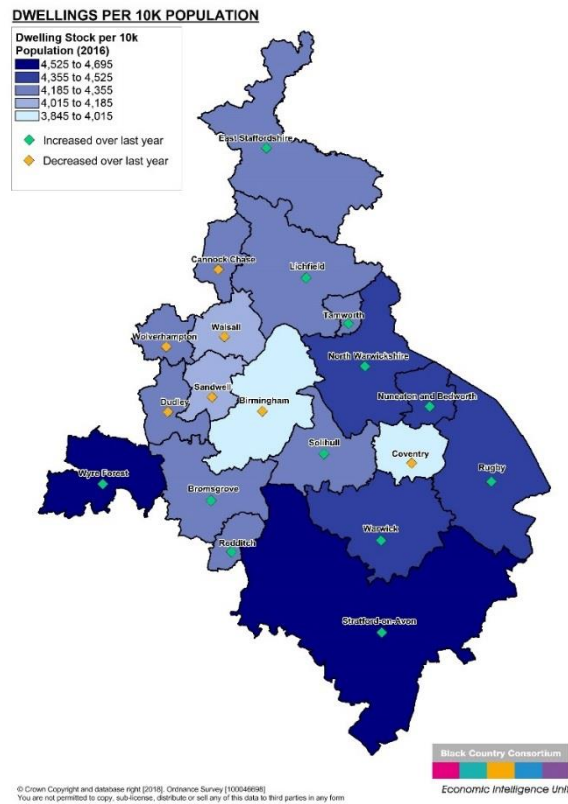 DWELLINGS PER 10K POPULATION
Dwelling Stock per 10k
Population (2016)
4,525 to 4,695
4,355 to 4,525
4,185 to 4,355
4,015 to 4,185
3,845 to 4,015
Increased over last year
Decreased over last year
East Staffordshire
Cannock Chase
Lichfield
Tamworth
Walsall
Wolverhampton
North Warwickshire
Sandwell
Nuneaton and Bedworth
Dudley
Birmingham
Solihull
Coventry
Rugby
Wyre Forest
Bromsgrove
Warwick
Redditch
Stratford-on-Avon
Black Country Consortium
Economic Intelligence Uni
© Crown Copyright and database right [2018]. Ordnance Survey [100046698]
You are not permitted to copy, sub-license, distribute or sell any of this data to third parties in any form